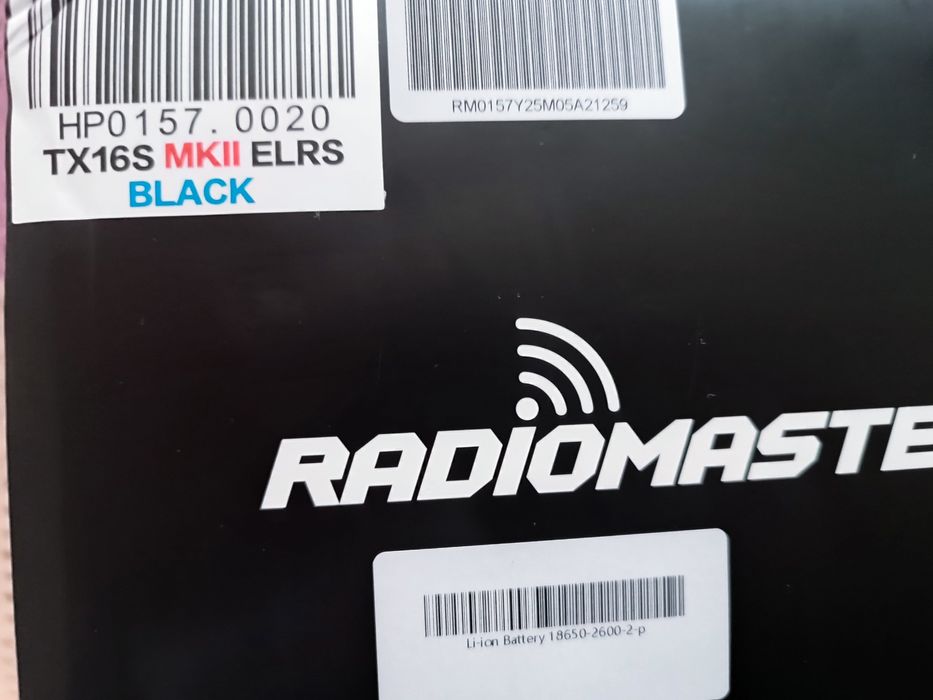 HP0157.0020
TX16S MKII ELRS
BLACK
RM0157Y25M05A21259
RADIOMASTE
Li-ion Battery 18650-2600-2-p